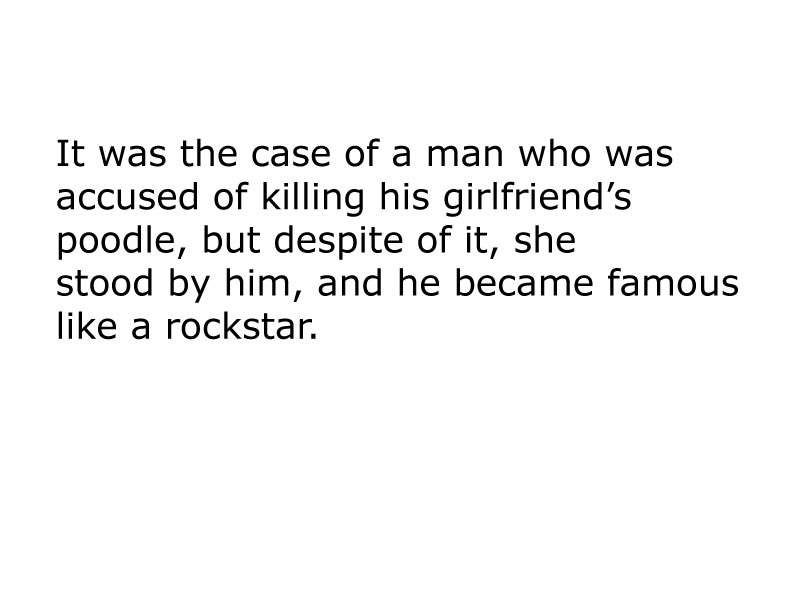 It was the case of a man who was
accused of killing his girlfriend’s
poodle, but despite of it, she
stood by him, and he became famous
like a rockstar.